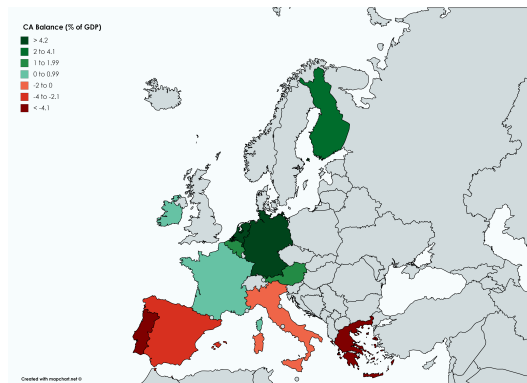 CA Balance (% of GDP)
> 4.2
2 to 4.1
1 to 1.99
0 to 0.99
-2 to 0
-4 to -2.1
< -4.1
Created with mapchart.net ©